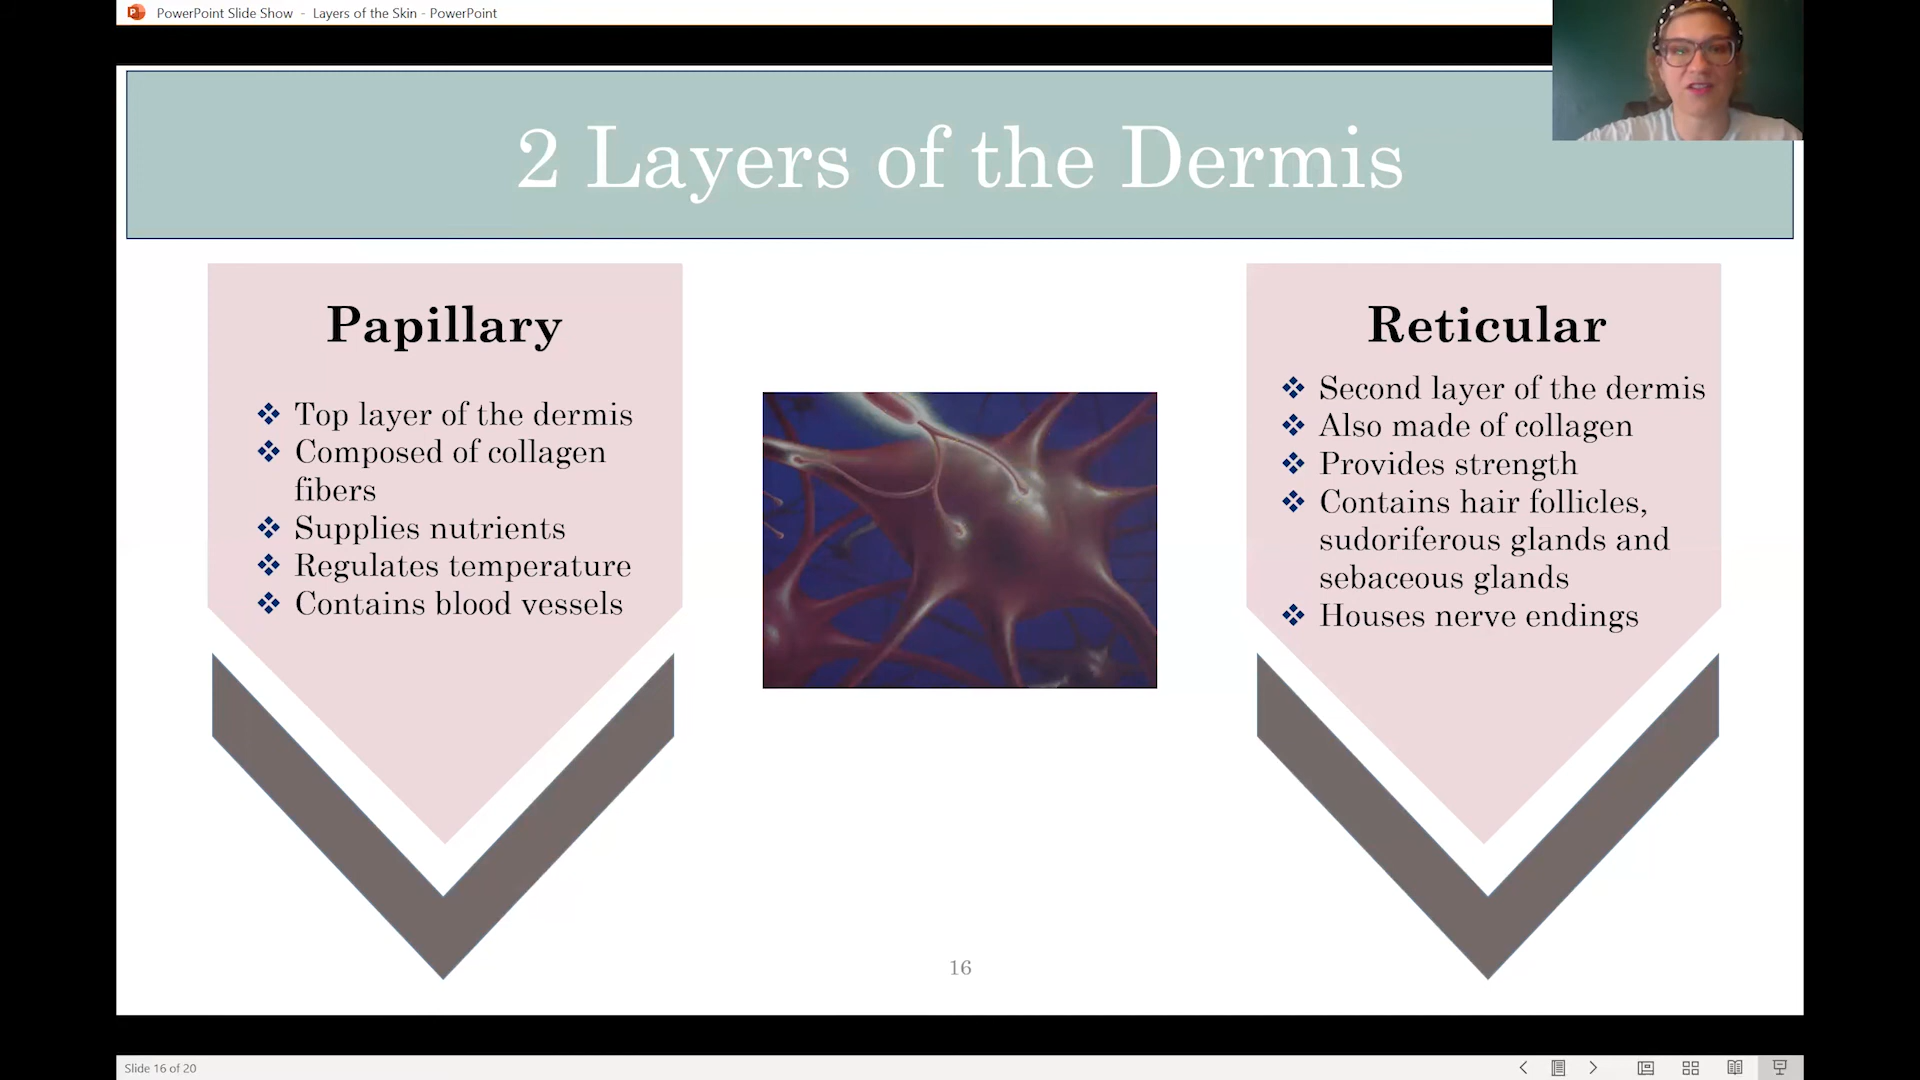 PowerPoint Slide Show - Layers of the Skin - PowerPoint
2 Layers of the Dermis
Papillary
Top layer of the dermis
Composed of collagen
fibers
Supplies nutrients
Regulates temperature
Contains blood vessels
Reticular
Second layer of the dermis
Also made of collagen
Provides strength
Contains hair follicles,
sudoriferous glands and
sebaceous glands
Houses nerve endings
16
Slide 16 of 20